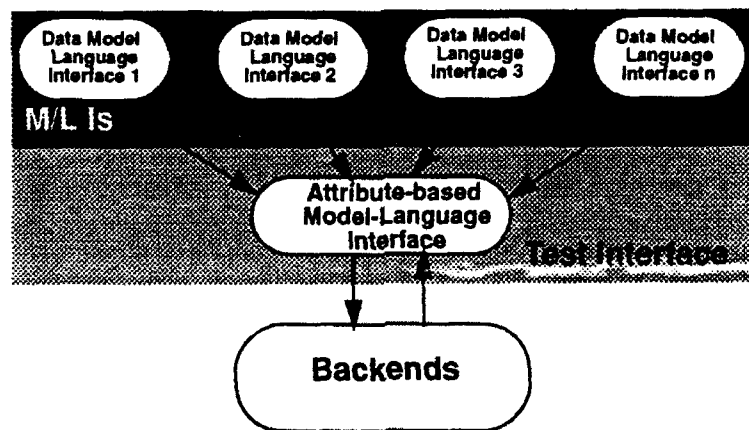 Data Model
Language
Interface 1
Data Model
Language
Interface 2
Data Model
Language
Interface 3
Data Model
Language
Interface n
M/L Is
Attribute-based
Model-Language
Interface
Test Interface
Backends